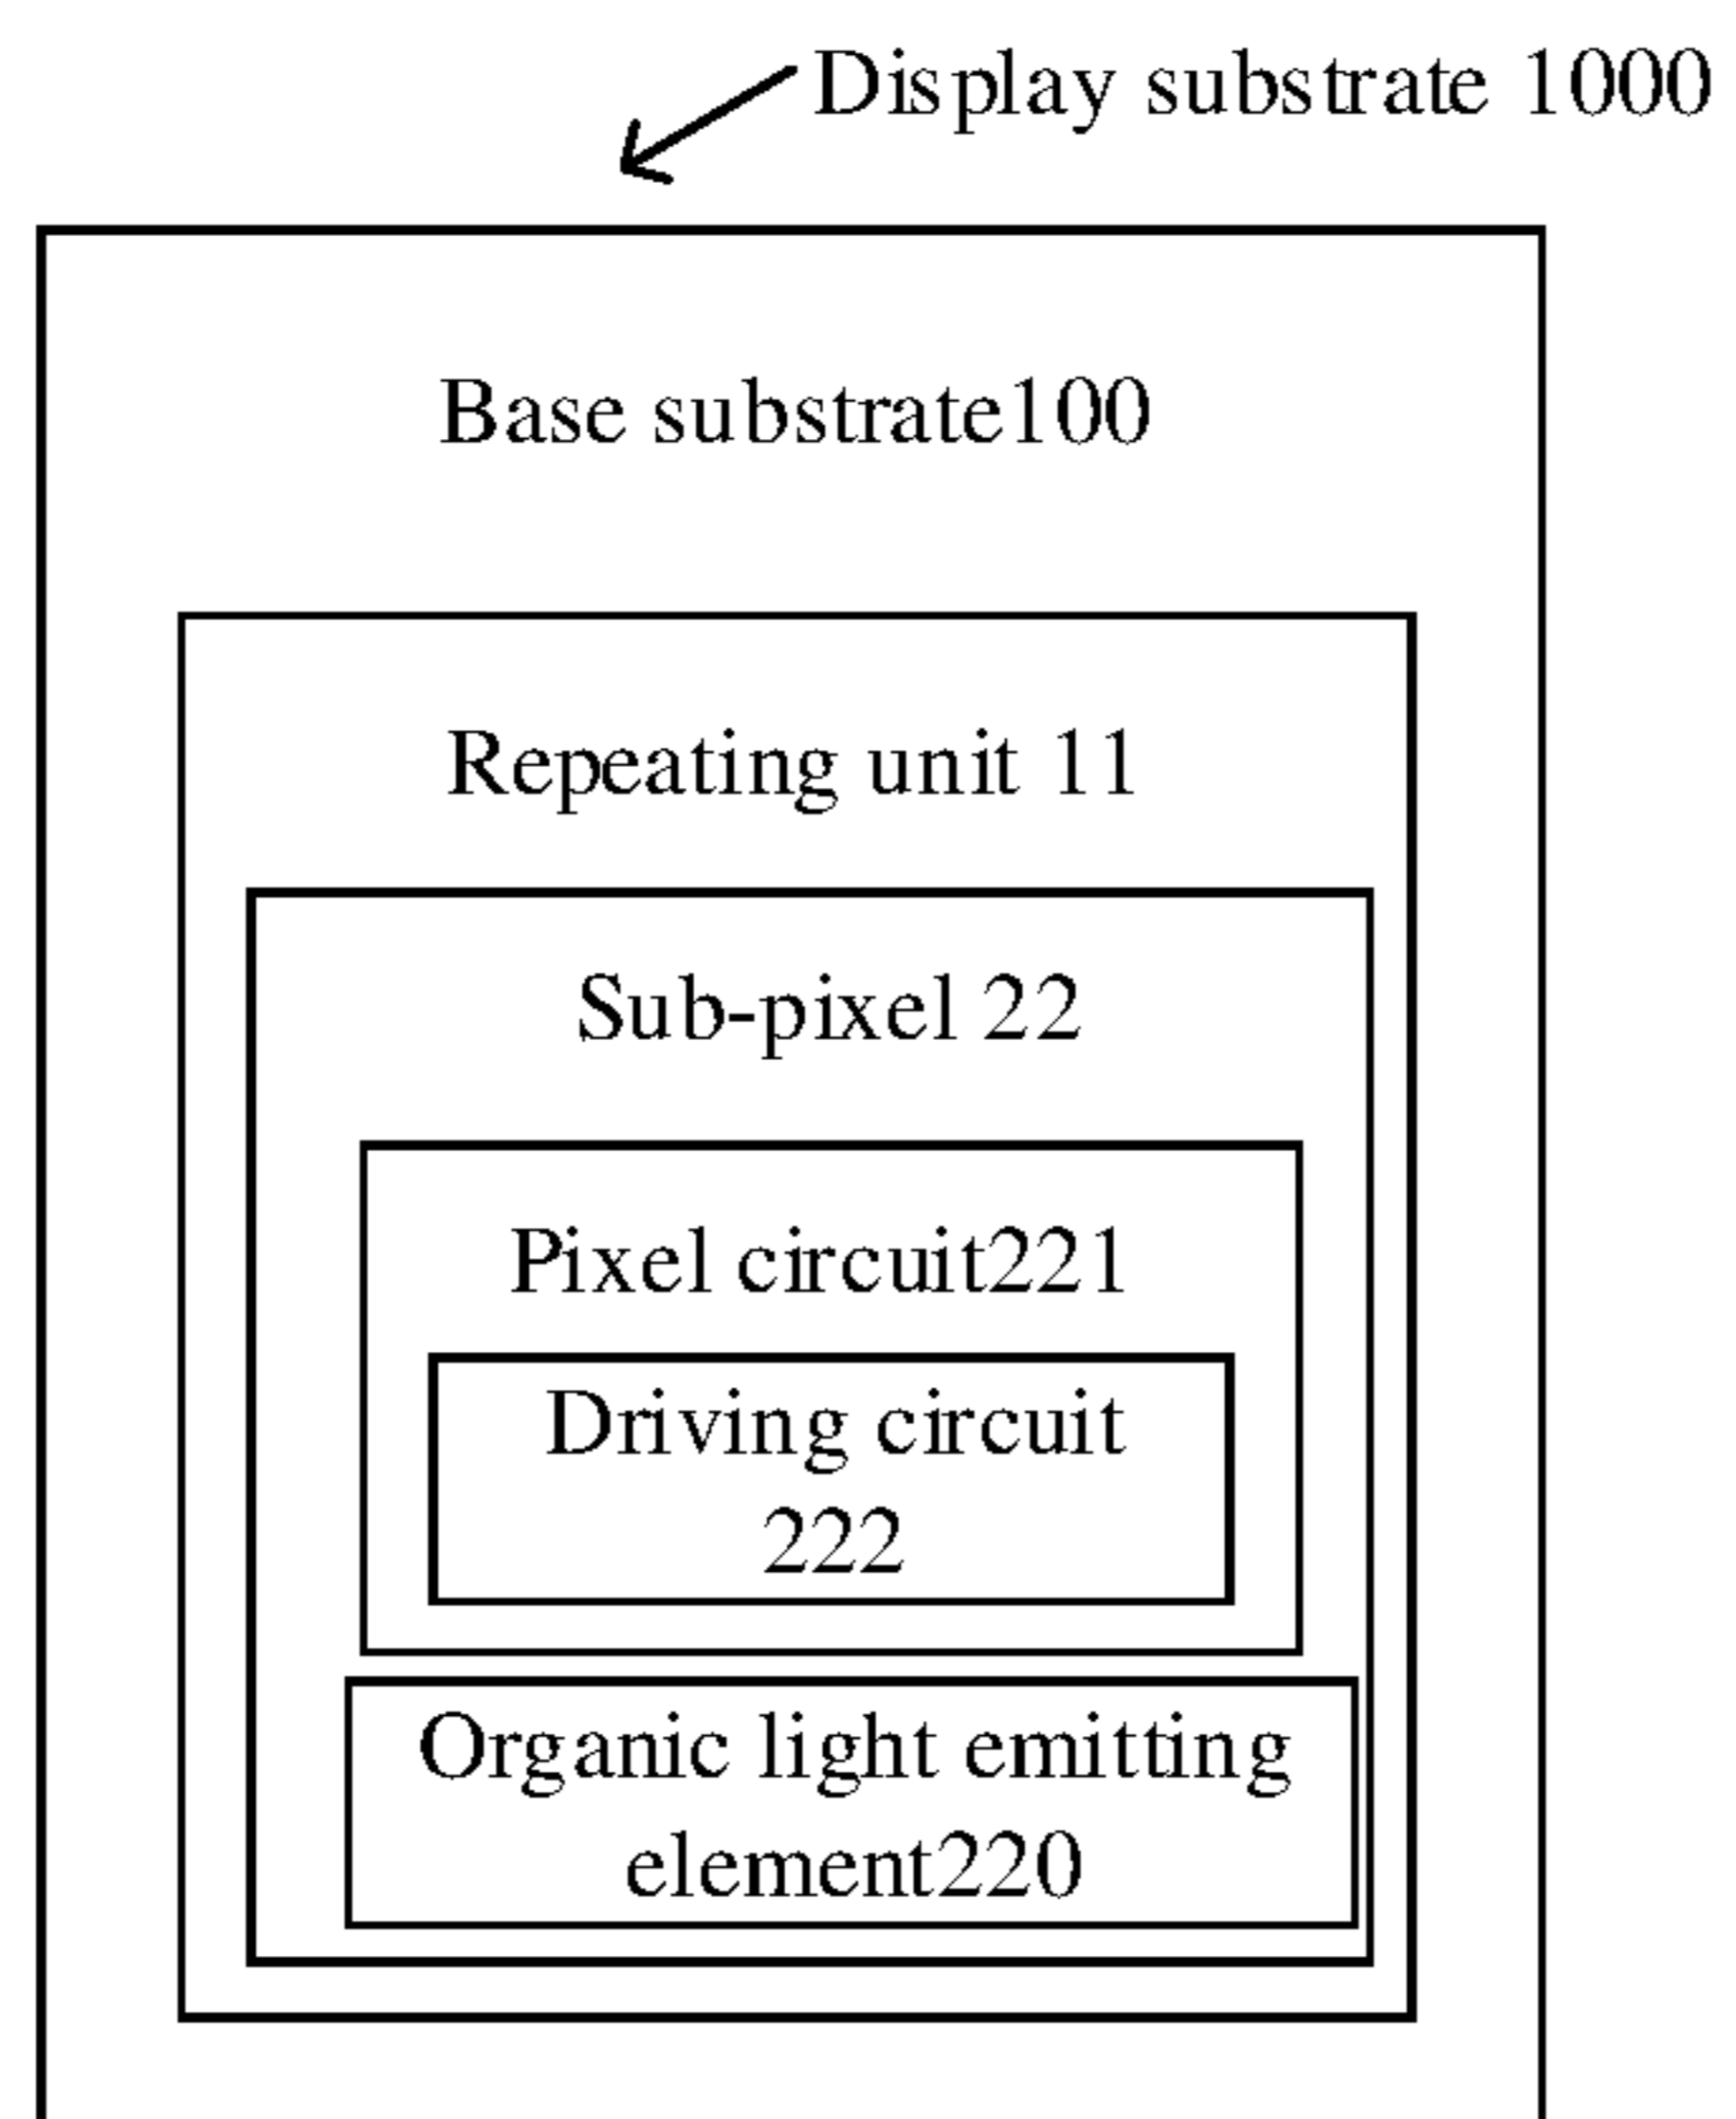 Display substrate 1000
Base substrate100
Repeating unit 11
Sub-pixel 22
Pixel circuit221
Driving circuit
222
Organic light emitting
element220